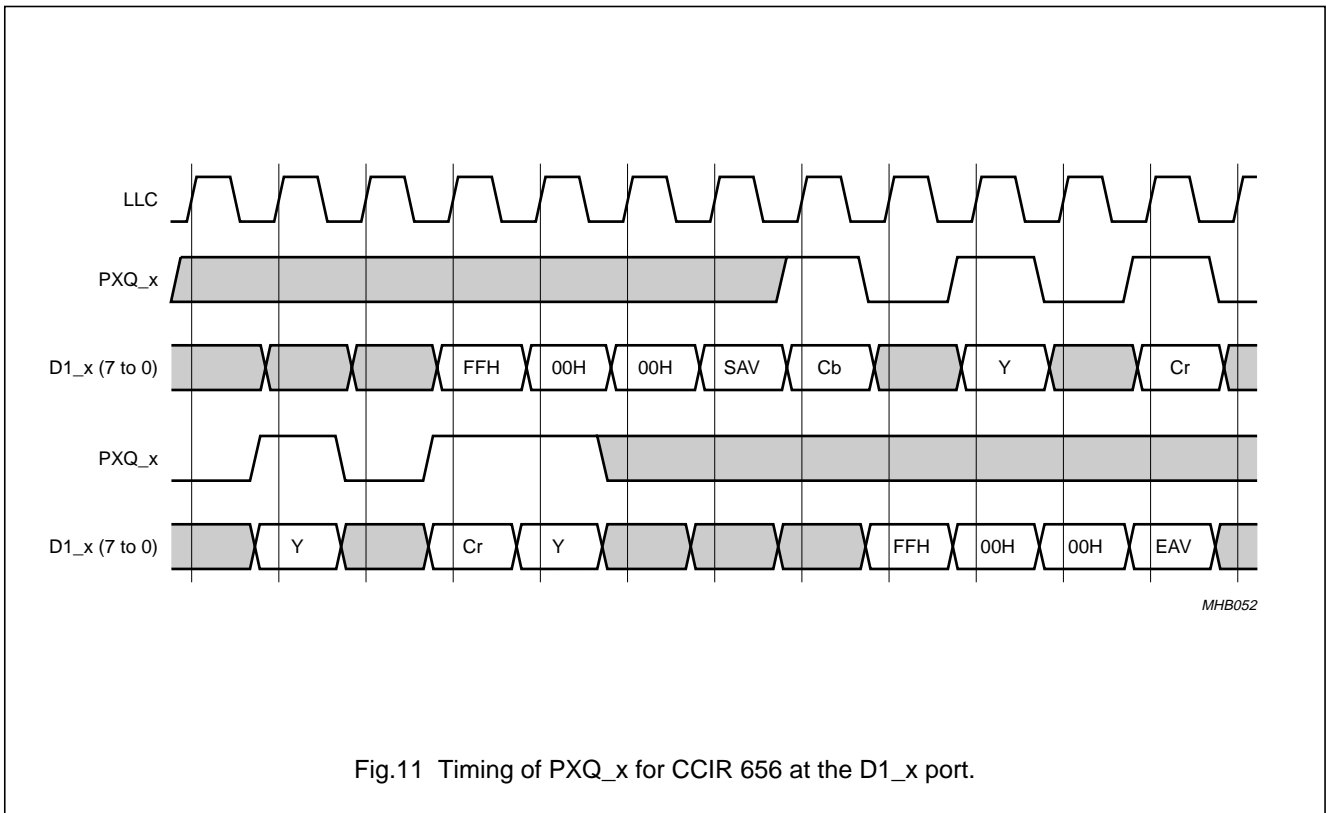 LLC
PXQ_x
D1_x (7 to 0) FFH 00H 00H SAV Cb Y Cr
PXQ_x
D1_x (7 to 0) Y Cr Y FFH 00H 00H EAV
MHB052
Fig.11 Timing of PXQ_x for CCIR 656 at the D1_x port.